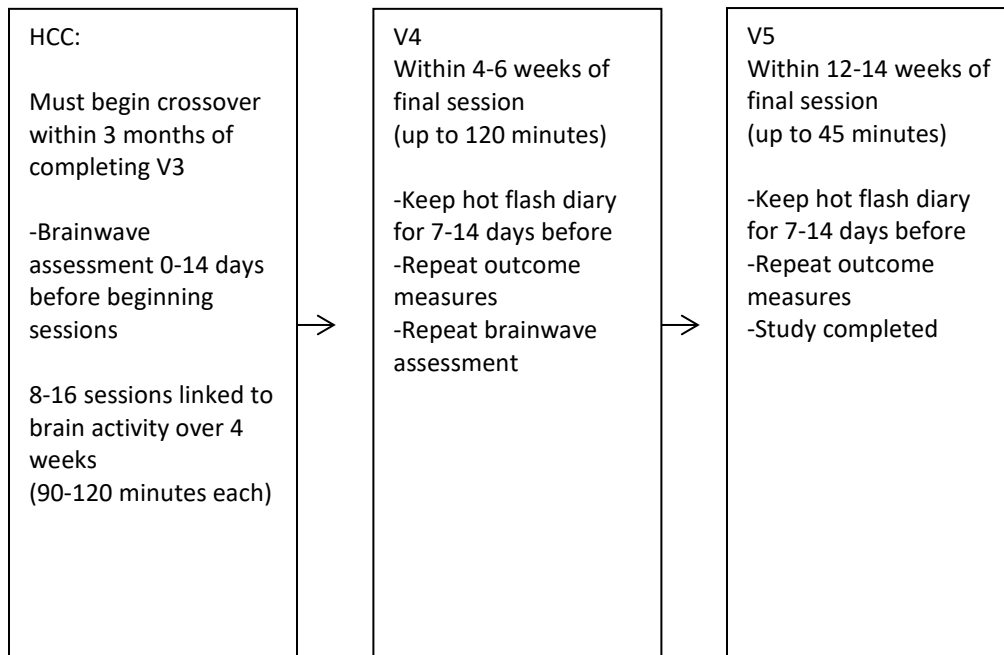 HCC:
Must begin crossover
within 3 months of
completing V3
-Brainwave
assessment 0-14 days
before beginning
sessions
8-16 sessions linked to
brain activity over 4
weeks
(90-120 minutes each)
V4
Within 4-6 weeks of
final session
(up to 120 minutes)
-Keep hot flash diary
for 7-14 days before
-Repeat outcome
measures
-Repeat brainwave
assessment
V5
Within 12-14 weeks of
final session
(up to 45 minutes)
-Keep hot flash diary
for 7-14 days before
-Repeat outcome
measures
-Study completed